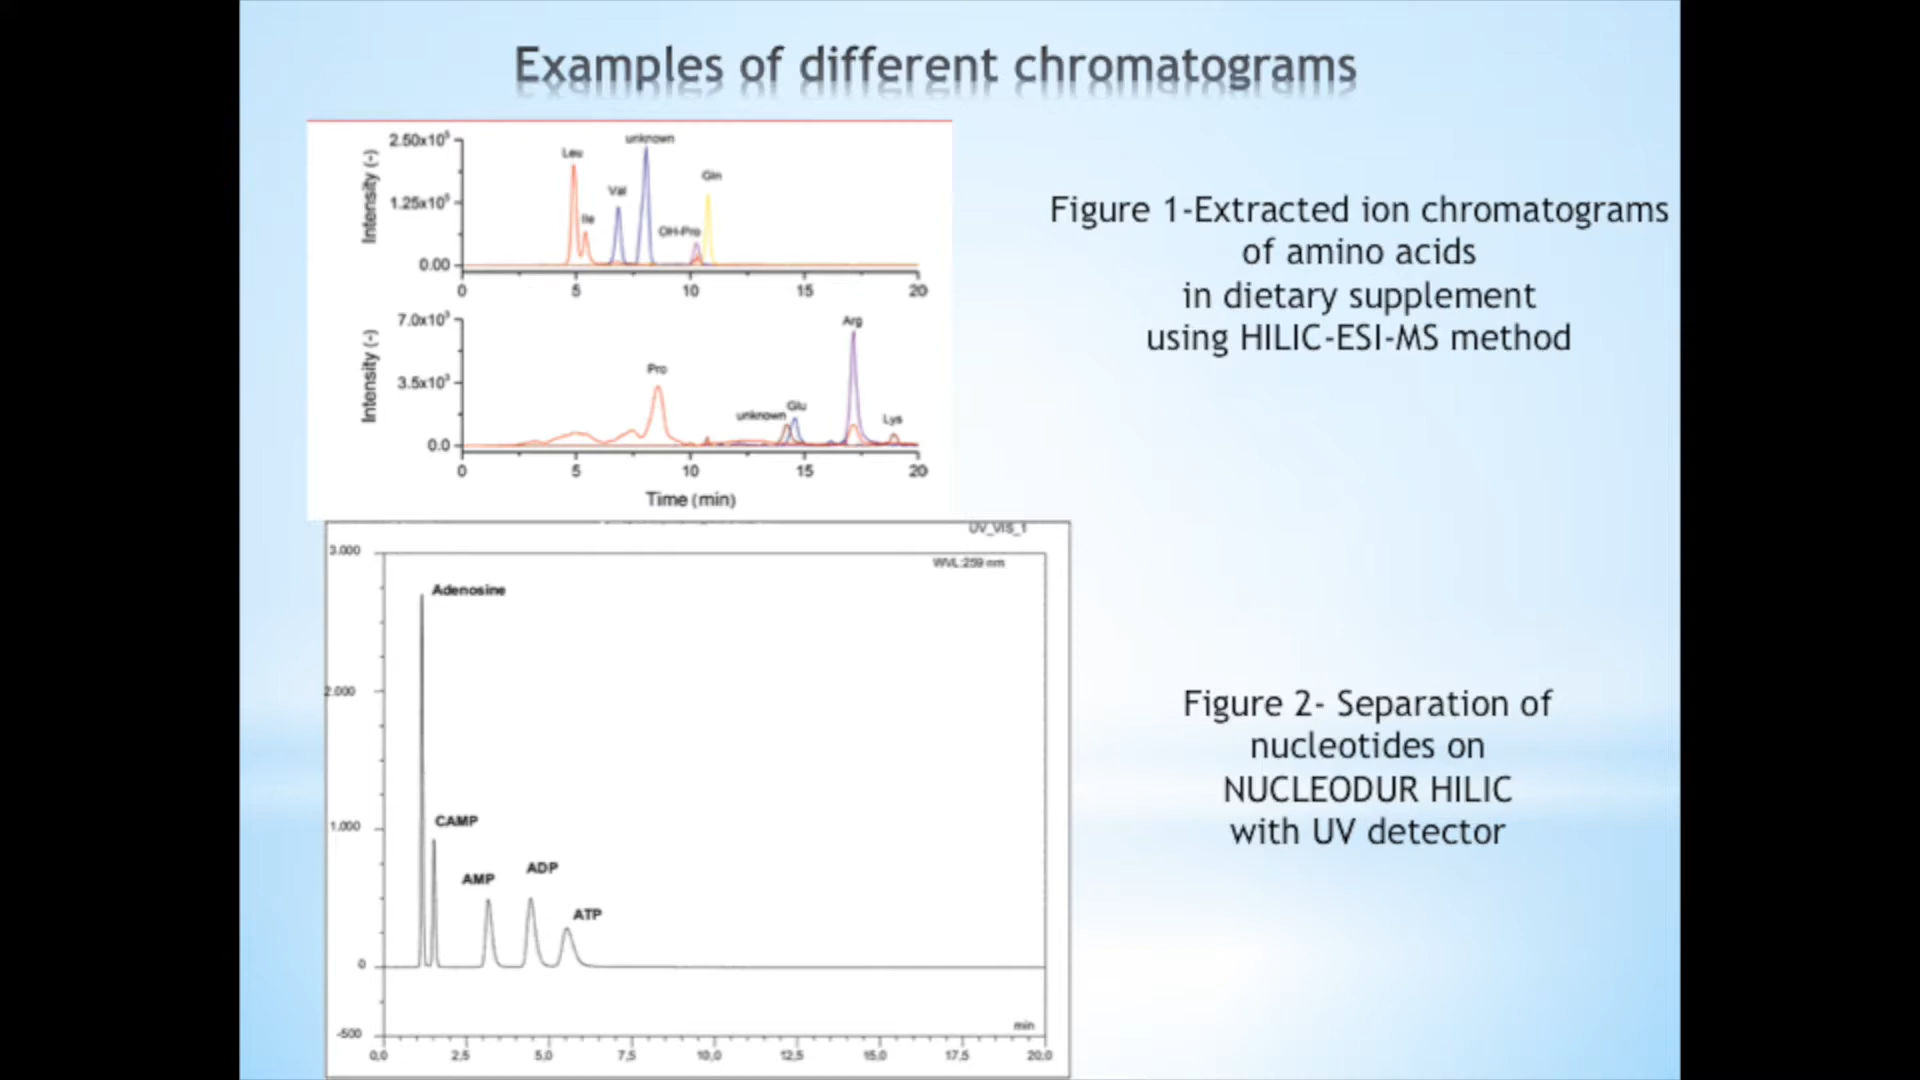 Examples of different chromatograms
2.50x10⁵
1.25x10⁵
0.00
Intensity (-)
Leu
Ile
Val
unknown
OH-Pro
Gln
0 5 10 15 20
7.0x10³
3.5x10³
0.0
Intensity (-)
Pro
unknown
Glu
Arg
Lys
0 5 10 15 20
Time (min)
Figure 1-Extracted ion chromatograms
of amino acids
in dietary supplement
using HILIC-ESI-MS method
UV_VIS_1
WVL:259 nm
3.000
2.000
1.000
0
-500
Adenosine
CAMP
AMP
ADP
ATP
min
0,0 2,5 5,0 7,5 10,0 12,5 15,0 17,5 20,0
Figure 2- Separation of
nucleotides on
NUCLEODUR HILIC
with UV detector